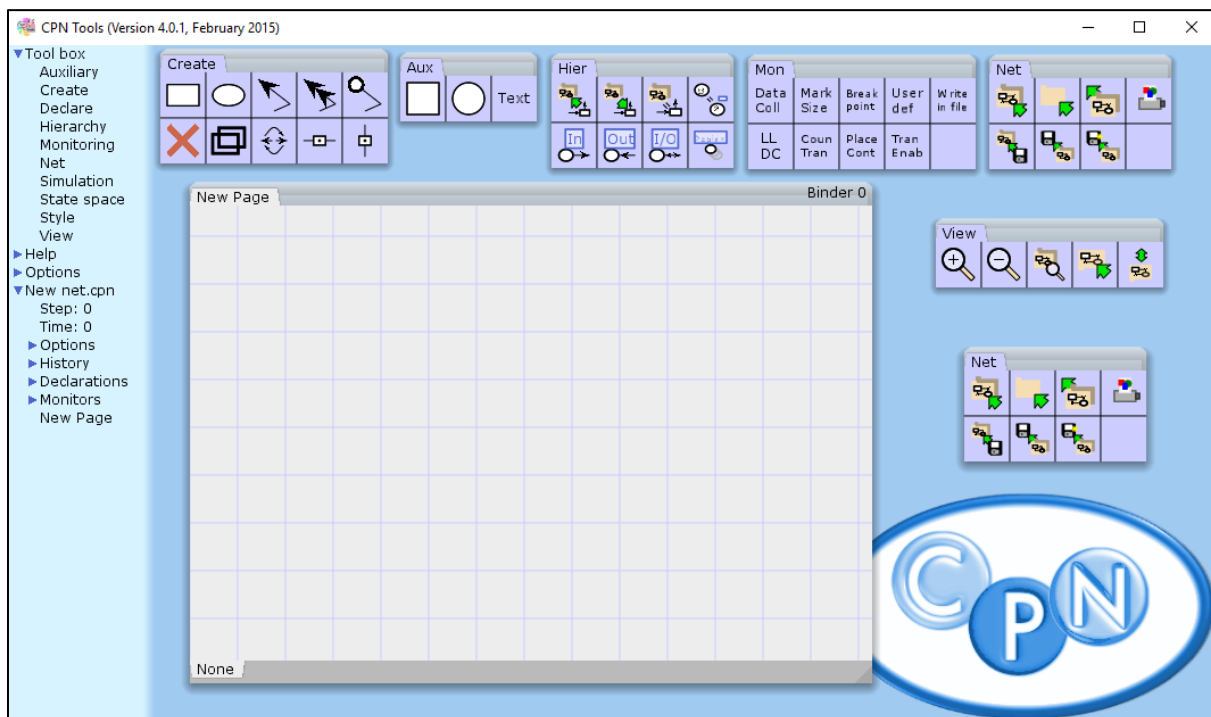 CPN Tools (Version 4.0.1, February 2015)
Tool box
Auxiliary
Create
Declare
Hierarchy
Monitoring
Net
Simulation
State space
Style
View
Help
Options
New net.cpn
Step: 0
Time: 0
Options
History
Declarations
Monitors
New Page
Create
Aux
Text
Hier
In
Out
I/O
Mon
Data Coll
Mark Size
Break point
User def
Write in file
LL DC
Coun Tran
Place Cont
Tran Enab
Net
New Page
Binder 0
None
View
Net
CPN